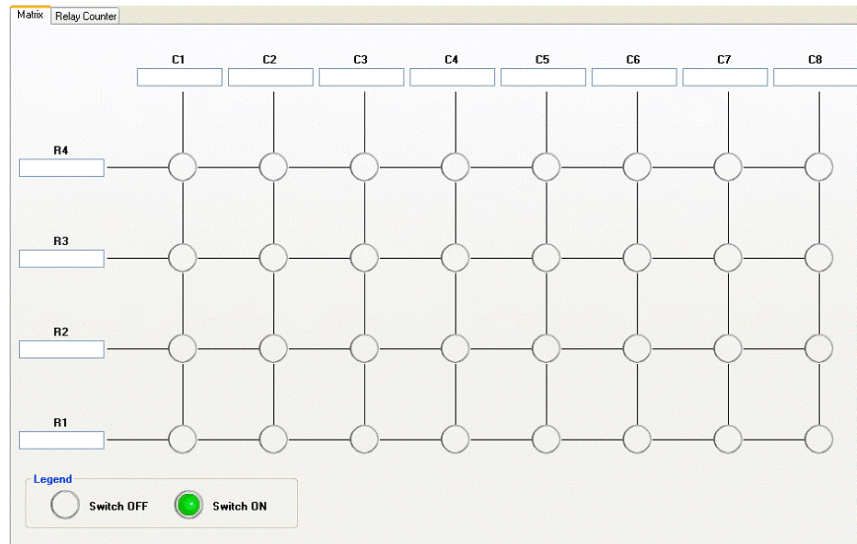 Matrix Relay Counter
C1 C2 C3 C4 C5 C6 C7 C8
R4
R3
R2
R1
Legend
Switch OFF Switch ON